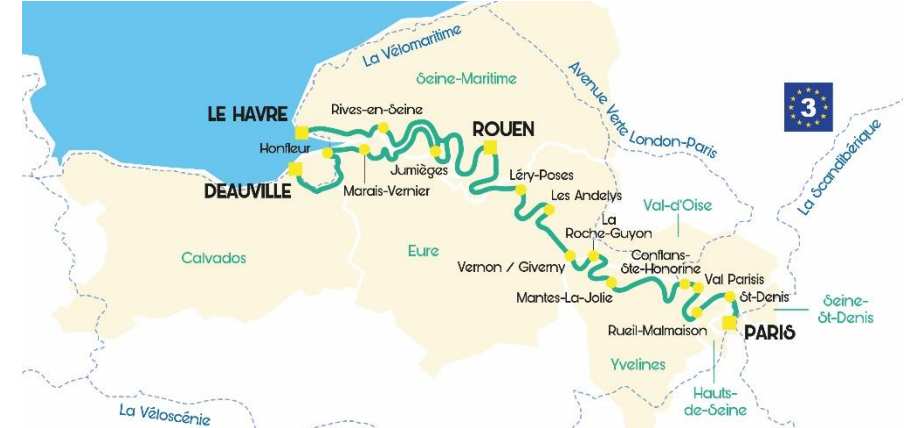 La Vélomaritime
Seine-Maritime
Avenue Verte London-Paris
3
La Scandibérique
LE HAVRE
Rives-en-Seine
ROUEN
Honfleur
Jumièges
DEAUVILLE
Marais-Vernier
Léry-Poses
Les Andelys
Val-d'Oise
La
Roche-Guyon
Calvados
Eure
Conflans-
Ste-Honorine
Vernon / Giverny
Val Parisis
Mantes-La-Jolie
St-Denis
Seine-
St-Denis
Rueil-Malmaison
PARIS
Yvelines
Hauts-
de-Seine
La Véloscénie